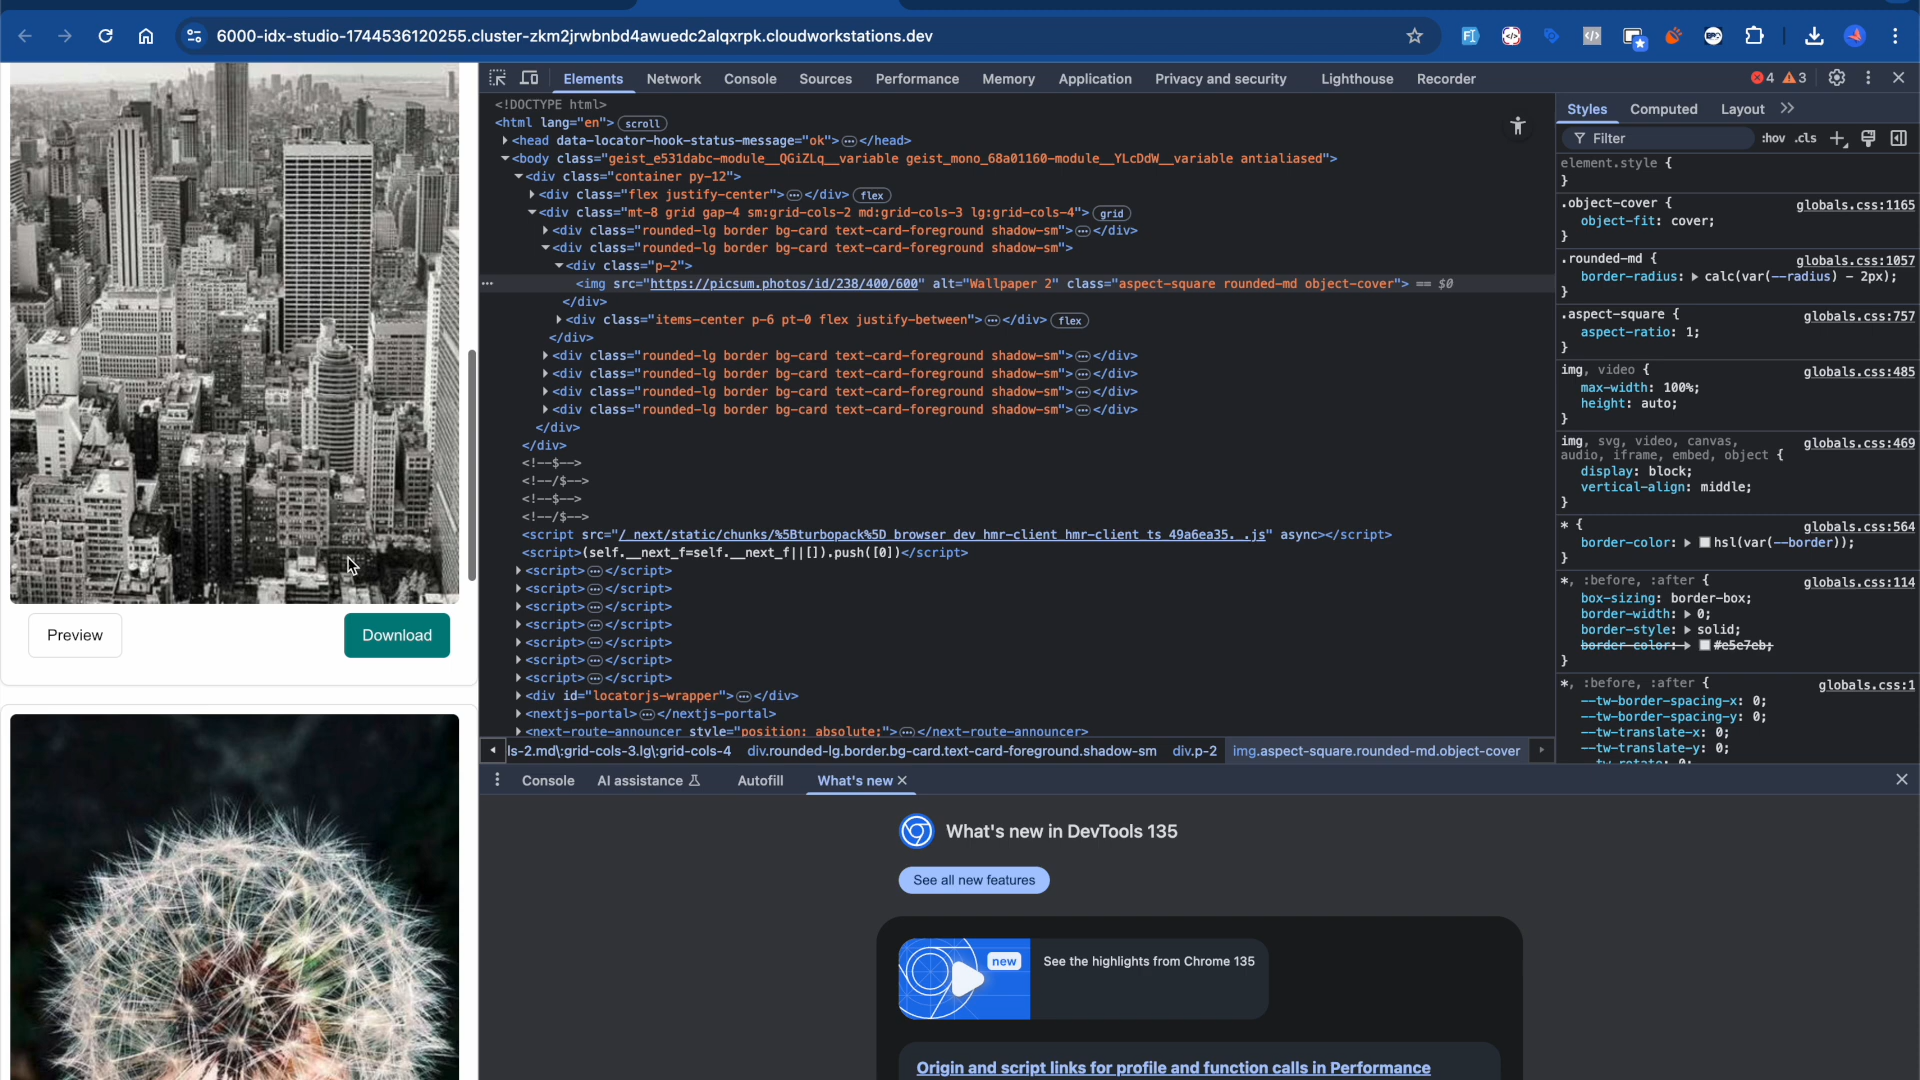 6000-idx-studio-1744536120255.cluster-zkm2jrwbnbd4awuedc2alqxrpk.cloudworkstations.dev
Elements Network Console Sources Performance Memory Application Privacy and security Lighthouse Recorder 4 3
<!DOCTYPE html>
<html lang="en"> scroll
<head data-locator-hook-status-message="ok"> </head>
<body class="geist_e531dabc-module__QGiZLq__variable geist_mono_68a01160-module__YLcDdW__variable antialiased">
<div class="container py-12">
<div class="flex justify-center"> </div> flex
<div class="mt-8 grid gap-4 sm:grid-cols-2 md:grid-cols-3 lg:grid-cols-4"> grid
<div class="rounded-lg border bg-card text-card-foreground shadow-sm"> </div>
<div class="rounded-lg border bg-card text-card-foreground shadow-sm">
<div class="p-2">
<img src="https://picsum.photos/id/238/400/600" alt="Wallpaper 2" class="aspect-square rounded-md object-cover"> == $0
</div>
<div class="items-center p-6 pt-0 flex justify-between"> </div> flex
</div>
<div class="rounded-lg border bg-card text-card-foreground shadow-sm"> </div>
<div class="rounded-lg border bg-card text-card-foreground shadow-sm"> </div>
<div class="rounded-lg border bg-card text-card-foreground shadow-sm"> </div>
<div class="rounded-lg border bg-card text-card-foreground shadow-sm"> </div>
</div>
</div>
<!--$-->
<!--/$-->
<!--$-->
<!--/$-->
<script src="/_next/static/chunks/%5Bturbopack%5D_browser_dev_hmr-client_hmr-client_ts_49a6ea35._.js" async></script>
<script>(self.__next_f=self.__next_f||[]).push([0])</script>
<script> </script>
<script> </script>
<script> </script>
<script> </script>
<script> </script>
<script> </script>
<script> </script>
<div id="locatorjs-wrapper"> </div>
<nextjs-portal> </nextjs-portal>
<next-route-announcer style="position: absolute;"> </next-route-announcer>
ls-2.md\:grid-cols-3.lg\:grid-cols-4 div.rounded-lg.border.bg-card.text-card-foreground.shadow-sm div.p-2 img.aspect-square.rounded-md.object-cover
Styles Computed Layout
Filter :hov .cls
element.style {
}
.object-cover { globals.css:1165
object-fit: cover;
}
.rounded-md { globals.css:1057
border-radius: calc(var(--radius) - 2px);
}
.aspect-square { globals.css:757
aspect-ratio: 1;
}
img, video { globals.css:485
max-width: 100%;
height: auto;
}
img, svg, video, canvas, globals.css:469
audio, iframe, embed, object {
display: block;
vertical-align: middle;
}
* { globals.css:564
border-color: hsl(var(--border));
}
*, :before, :after { globals.css:114
box-sizing: border-box;
border-width: 0;
border-style: solid;
border-color: #e5e7eb;
}
*, :before, :after { globals.css:1
--tw-border-spacing-x: 0;
--tw-border-spacing-y: 0;
--tw-translate-x: 0;
--tw-translate-y: 0;
--tw-rotate: 0;
Preview Download
Console AI assistance Autofill What's new
What's new in DevTools 135
See all new features
new
See the highlights from Chrome 135
Origin and script links for profile and function calls in Performance